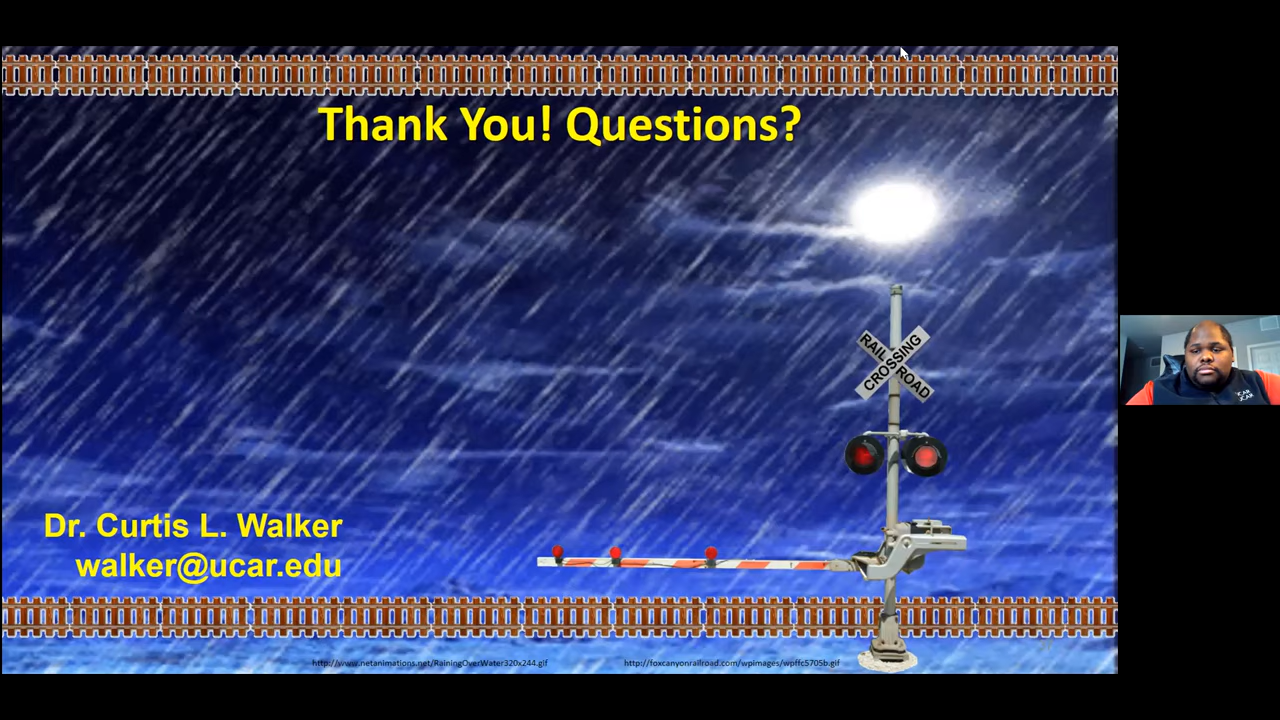 Thank You! Questions?
RAIL ROAD
CROSSING
Dr. Curtis L. Walker
walker@ucar.edu
http://www.netanimations.net/RainingOverWater320x244.gif
http://foxcanyonrailroad.com/wpimages/wpffc5705b.gif